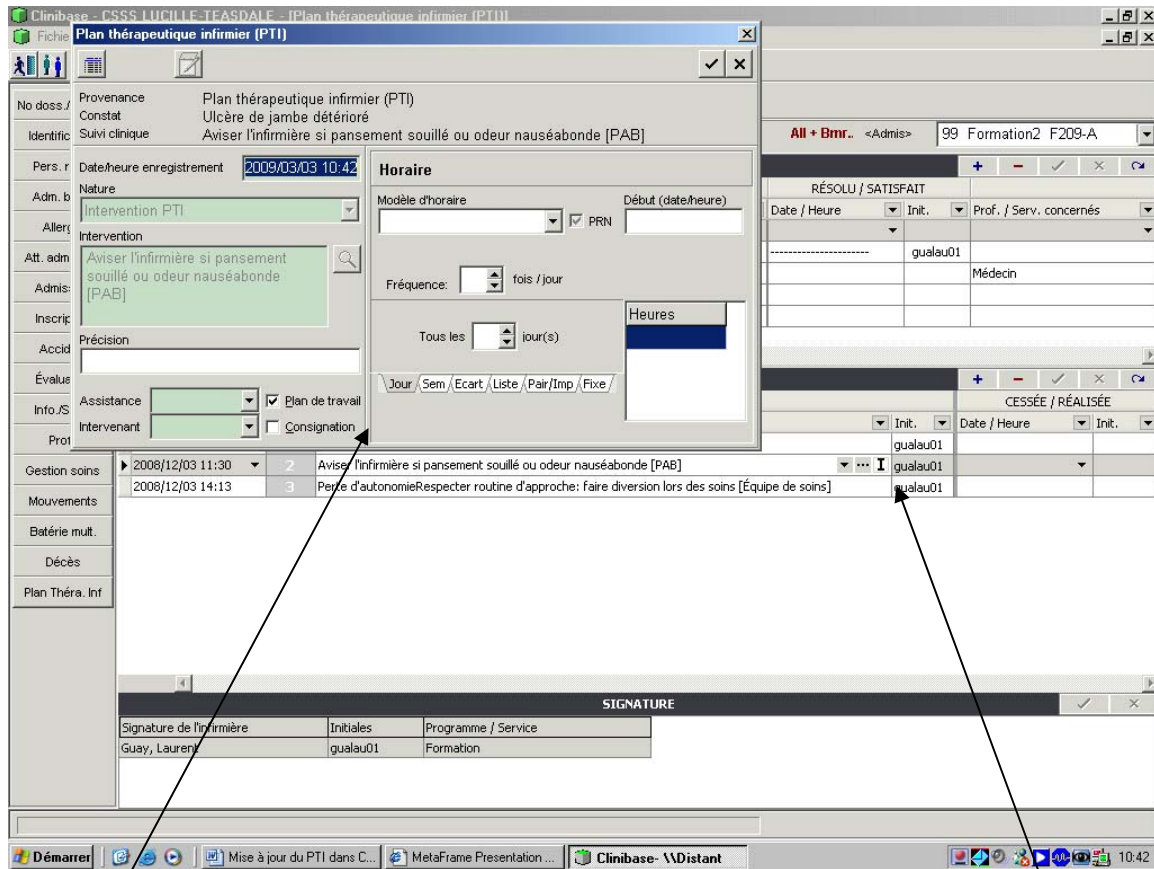 Clinibase - CSSS LUCILLE-TEASDALE - [Plan thérapeutique infirmier (PTI)]
Fichie
Plan thérapeutique infirmier (PTI)
Provenance Plan thérapeutique infirmier (PTI)
Constat Ulcère de jambe détérioré
Suivi clinique Aviser l'infirmière si pansement souillé ou odeur nauséabonde [PAB]
Date/heure enregistrement 2009/03/03 10:42
Nature
Intervention PTI
Intervention
Aviser l'infirmière si pansement
souillé ou odeur nauséabonde
[PAB]
Précision
Assistance Plan de travail
Intervenant Consignation
Horaire
Modèle d'horaire Début (date/heure)
PRN
Fréquence: fois / jour
Tous les jour(s)
Heures
Jour Sem Ecart Liste Pair/Imp Fixe
No doss./
Identific
Pers. r
Adm. b
Allerg
Att. adm
Admis
Inscrip
Accid
Évalua
Info./S
Prof
Gestion soins
Mouvements
Batérie mult.
Décès
Plan Théra. Inf
All + Bmr.. <Admis> 99 Formation2 F209-A
RÉSOLU / SATISFAIT
Date / Heure Init. Prof. / Serv. concernés
---------------------- gualau01
Médecin
CESSÉE / RÉALISÉE
Init. Date / Heure Init.
gualau01
2008/12/03 11:30 2 Aviser l'infirmière si pansement souillé ou odeur nauséabonde [PAB] gualau01
2008/12/03 14:13 3 Perte d'autonomieRespecter routine d'approche: faire diversion lors des soins [Équipe de soins] gualau01
SIGNATURE
Signature de l'infirmière Initiales Programme / Service
Guay, Laurent gualau01 Formation
Démarrer Mise à jour du PTI dans C... MetaFrame Presentation ... Clinibase- \\Distant 10:42